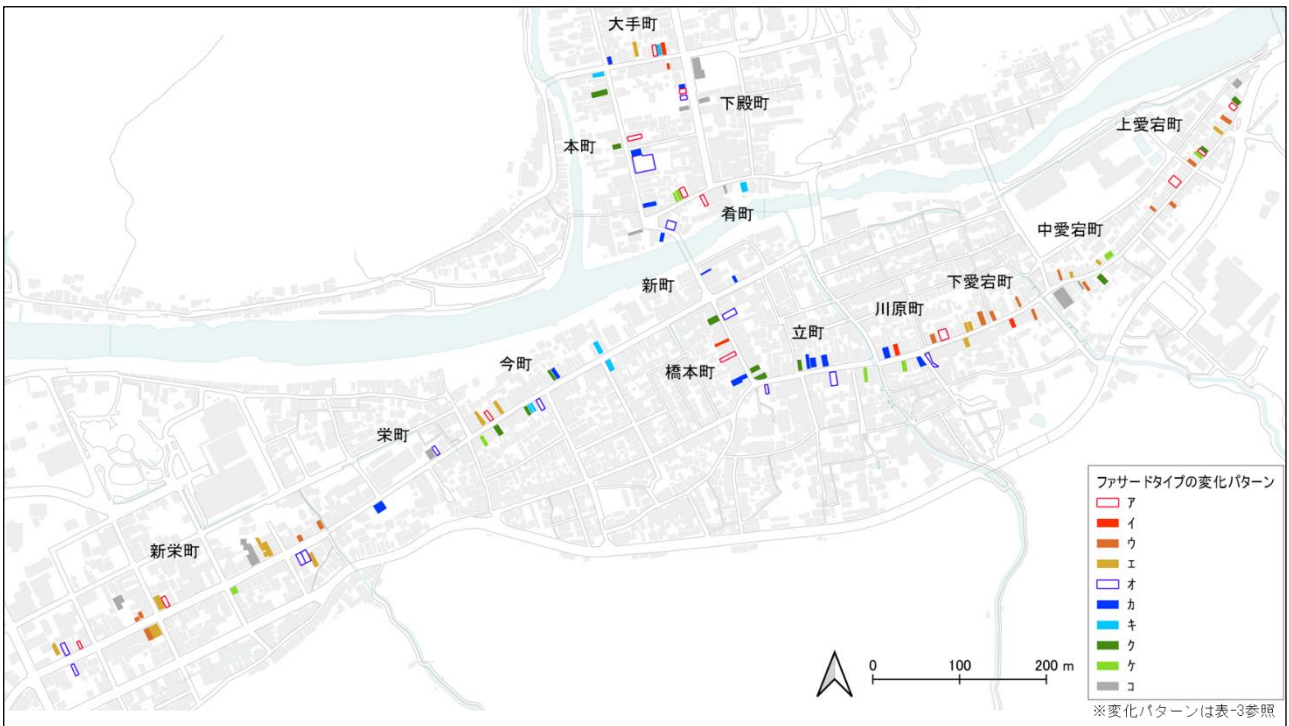 大手町
下殿町
本町
肴町
上愛宕町
中愛宕町
下愛宕町
川原町
新町
立町
橋本町
今町
栄町
新栄町
ファサードタイプの変化パターン
ア
イ
ウ
エ
オ
カ
キ
ク
ケ
コ
0 100 200 m
※変化パターンは表-3参照